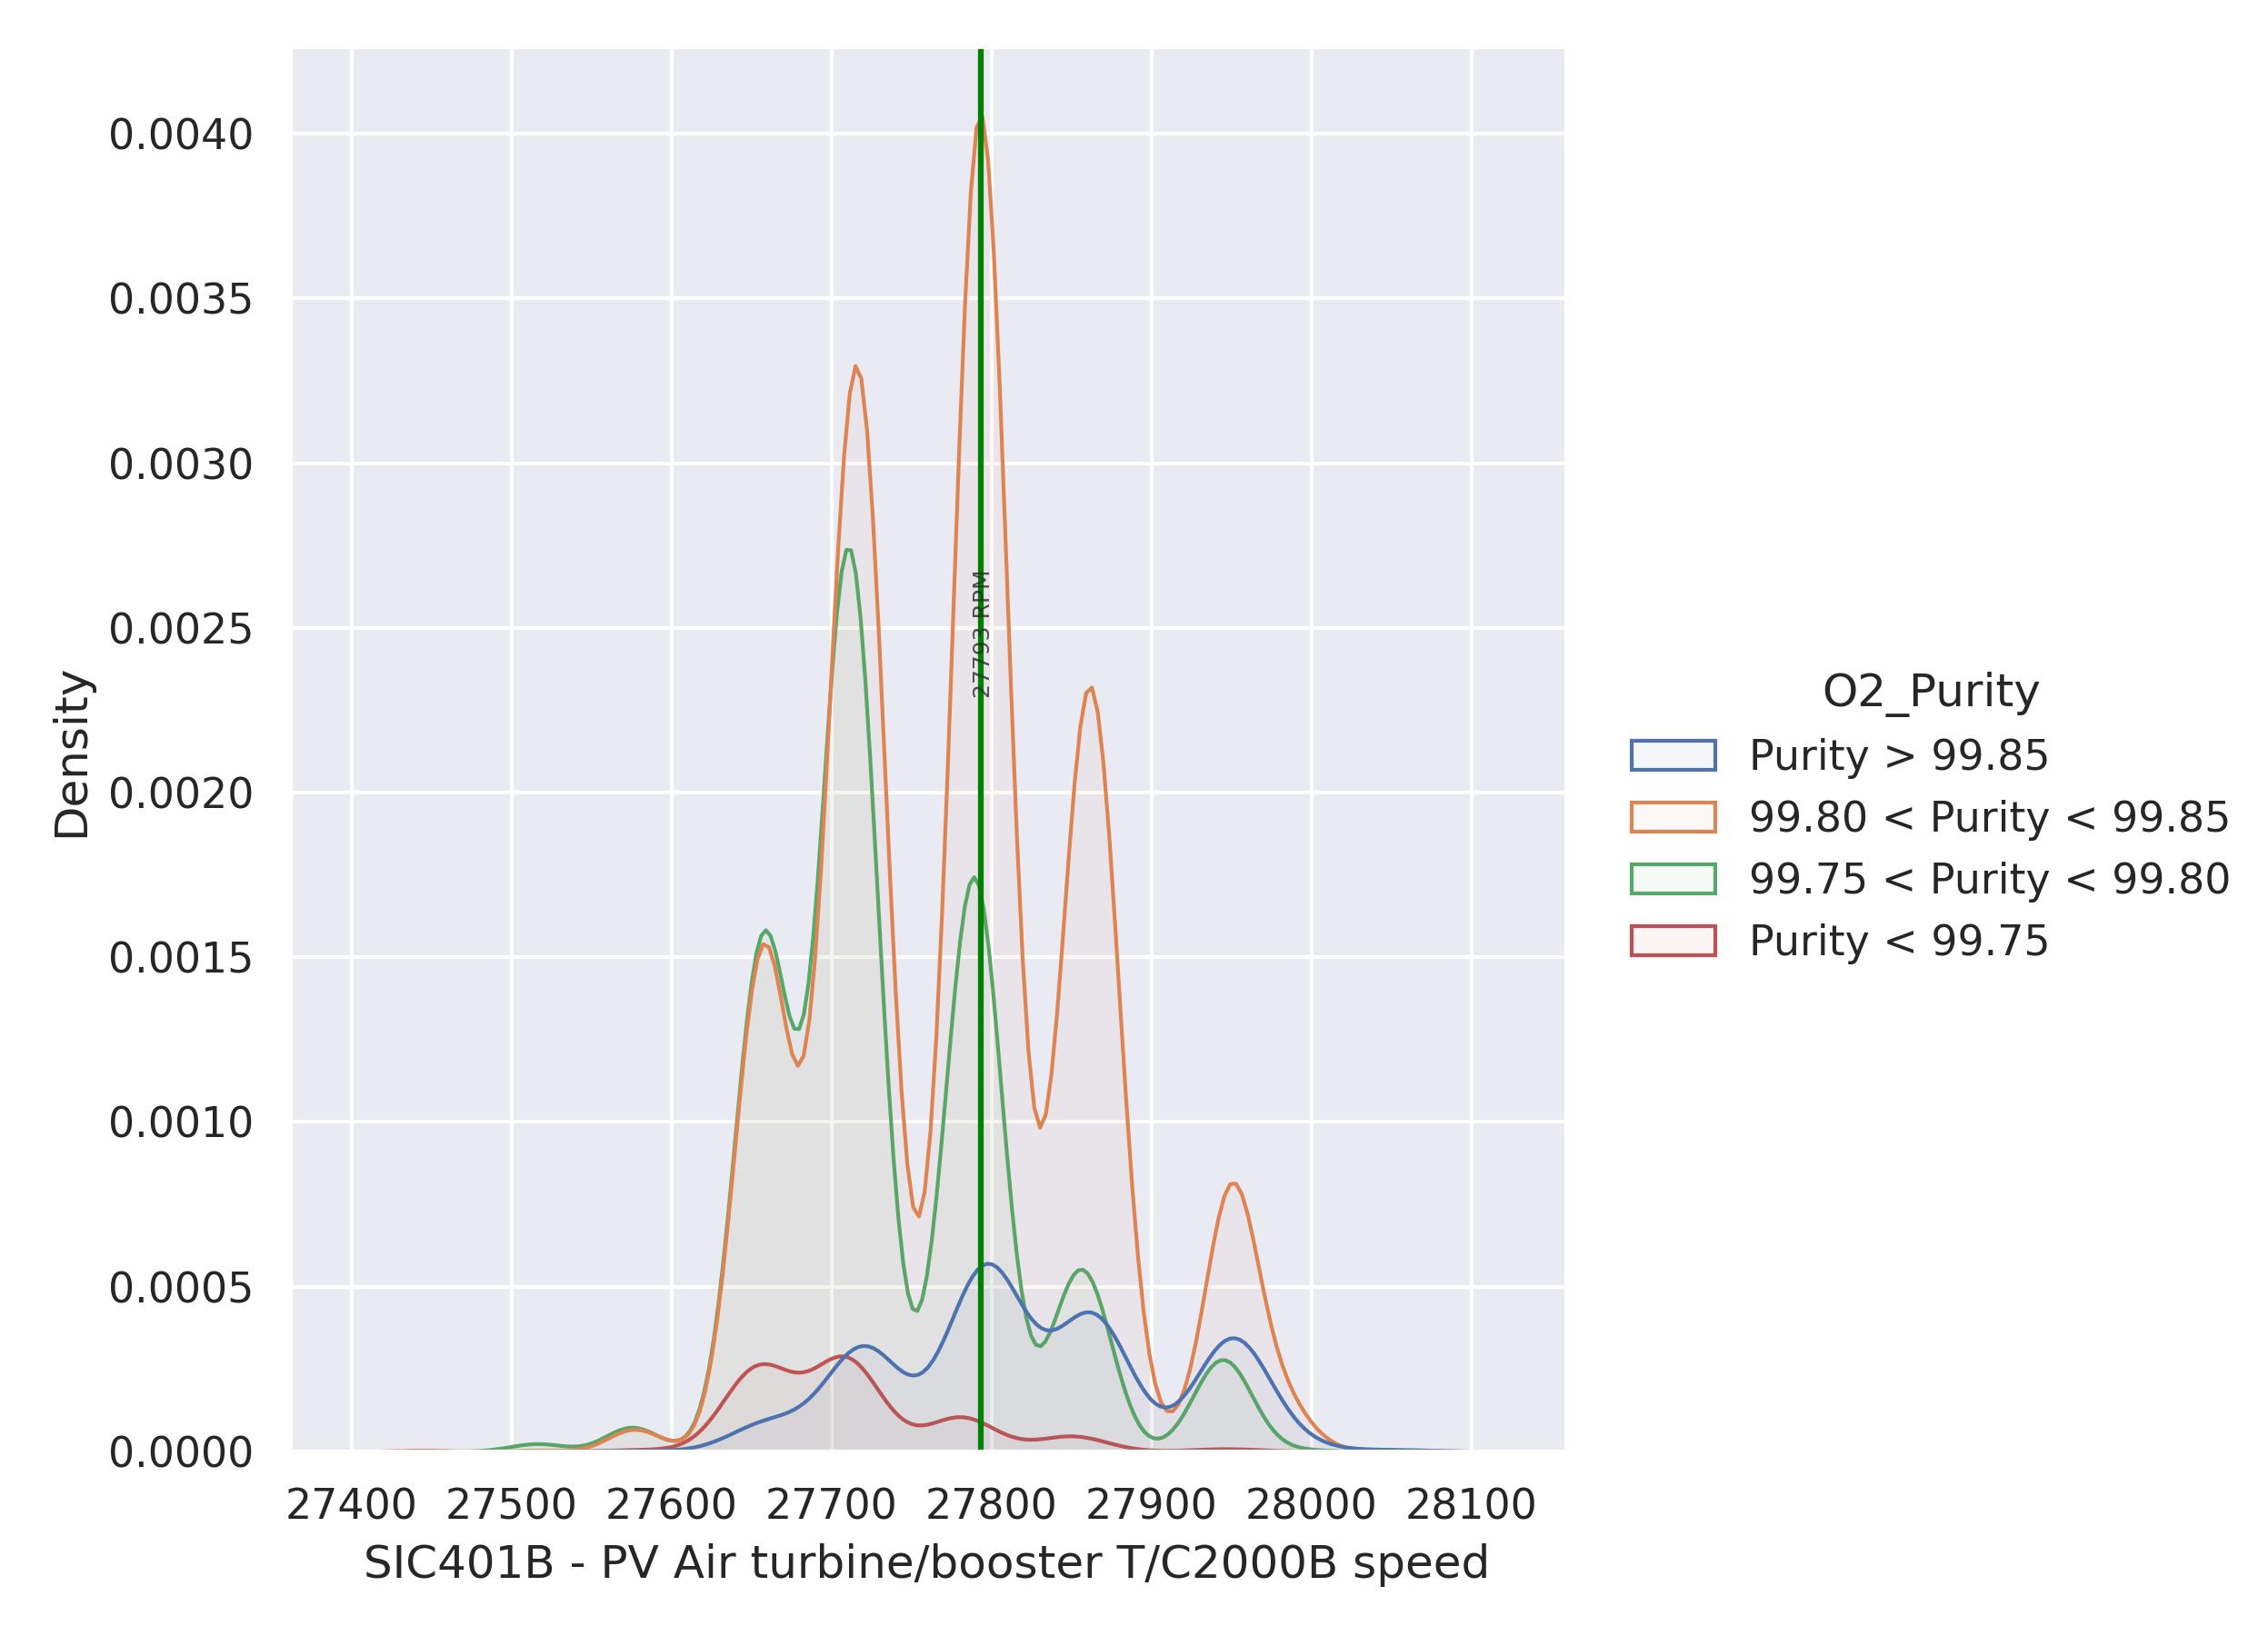 0.0040
0.0035
0.0030
0.0025
0.0020
0.0015
0.0010
0.0005
0.0000
Density
27793 RPM
27400 27500 27600 27700 27800 27900 28000 28100
SIC401B - PV Air turbine/booster T/C2000B speed
O2_Purity
Purity > 99.85
99.80 < Purity < 99.85
99.75 < Purity < 99.80
Purity < 99.75